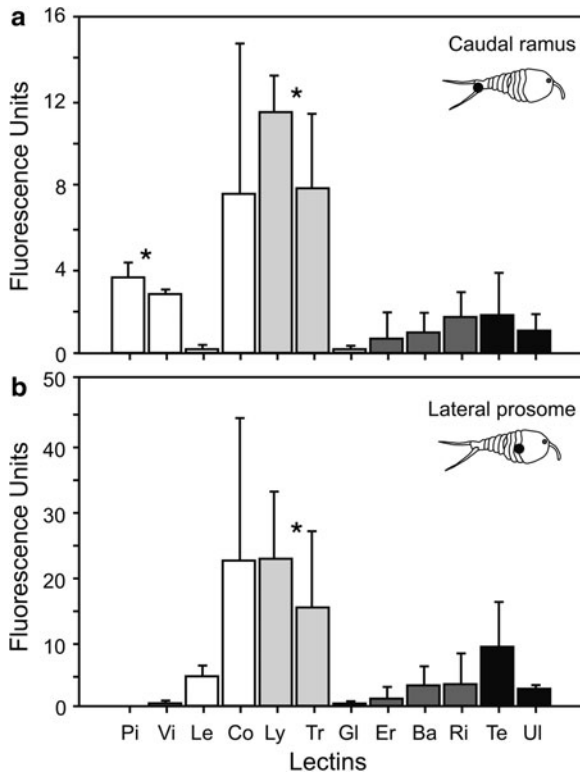 a
16
12
8
4
0
Fluorescence Units
Caudal ramus
*
*
b
50
40
30
20
10
0
Fluorescence Units
Lateral prosome
*
Pi Vi Le Co Ly Tr Gl Er Ba Ri Te Ul
Lectins